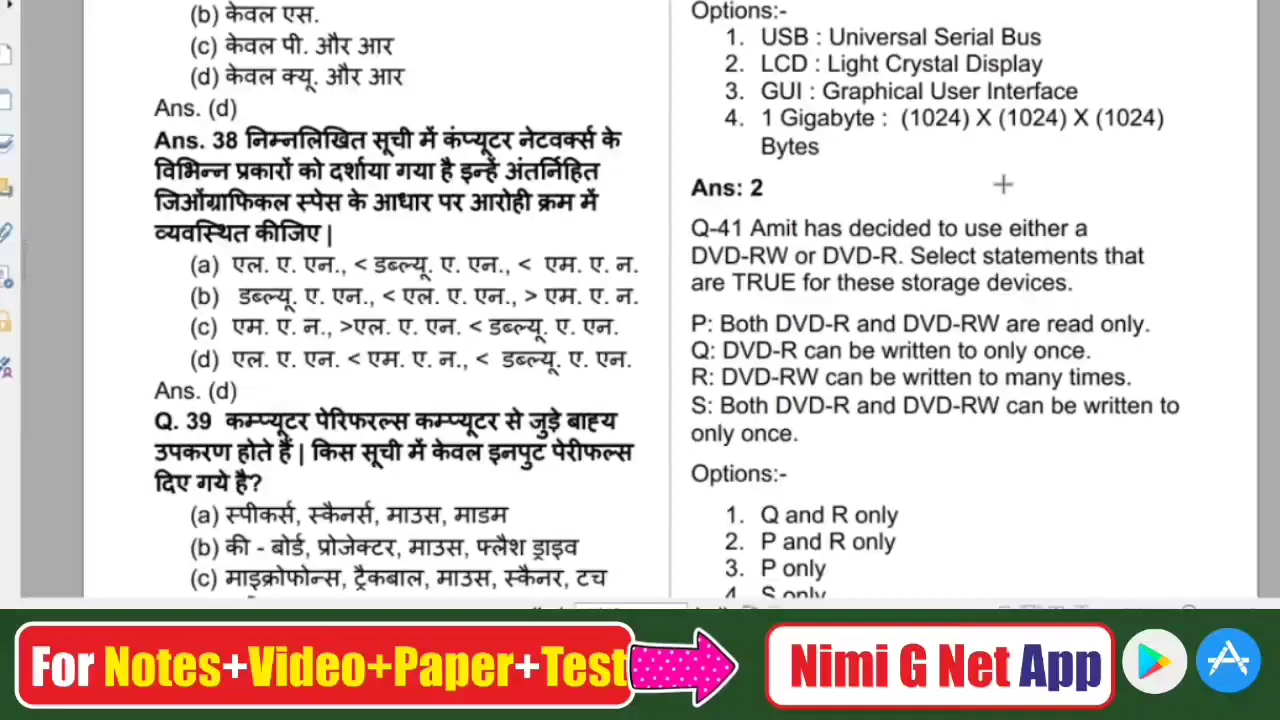 (b) केवल एस.
(c) केवल पी. और आर
(d) केवल क्यू. और आर
Ans. (d)
Ans. 38 निम्नलिखित सूची में कंप्यूटर नेटवर्क्स के
विभिन्न प्रकारों को दर्शाया गया है इन्हें अंतर्निहित
जिओंग्राफिकल स्पेस के आधार पर आरोही क्रम में
व्यवस्थित कीजिए |
(a) एल. ए. एन., < डब्ल्यू. ए. एन., < एम. ए. न.
(b) डब्ल्यू. ए. एन., < एल. ए. एन., > एम. ए. न.
(c) एम. ए. न., >एल. ए. एन. < डब्ल्यू. ए. एन.
(d) एल. ए. एन. < एम. ए. न., < डब्ल्यू. ए. एन.
Ans. (d)
Q. 39 कम्प्यूटर पेरिफरल्स कम्प्यूटर से जुड़े बाह्य
उपकरण होते हैं | किस सूची में केवल इनपुट पेरीफल्स
दिए गये है?
(a) स्पीकर्स, स्कैनर्स, माउस, माडम
(b) की - बोर्ड, प्रोजेक्टर, माउस, फ्लैश ड्राइव
(c) माइक्रोफोन्स, ट्रैकबाल, माउस, स्कैनर, टच
Options:-
1. USB : Universal Serial Bus
2. LCD : Light Crystal Display
3. GUI : Graphical User Interface
4. 1 Gigabyte : (1024) X (1024) X (1024)
Bytes
Ans: 2
Q-41 Amit has decided to use either a
DVD-RW or DVD-R. Select statements that
are TRUE for these storage devices.
P: Both DVD-R and DVD-RW are read only.
Q: DVD-R can be written to only once.
R: DVD-RW can be written to many times.
S: Both DVD-R and DVD-RW can be written to
only once.
Options:-
1. Q and R only
2. P and R only
3. P only
4. S only
For Notes+Video+Paper+Test
Nimi G Net App